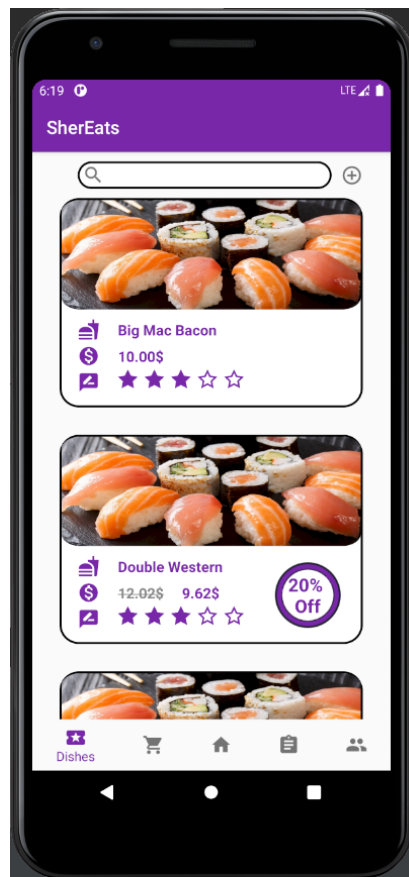 6:19
LTE
SherEats
Big Mac Bacon
10.00$
Double Western
12.02$ 9.62$
20%
Off
Dishes